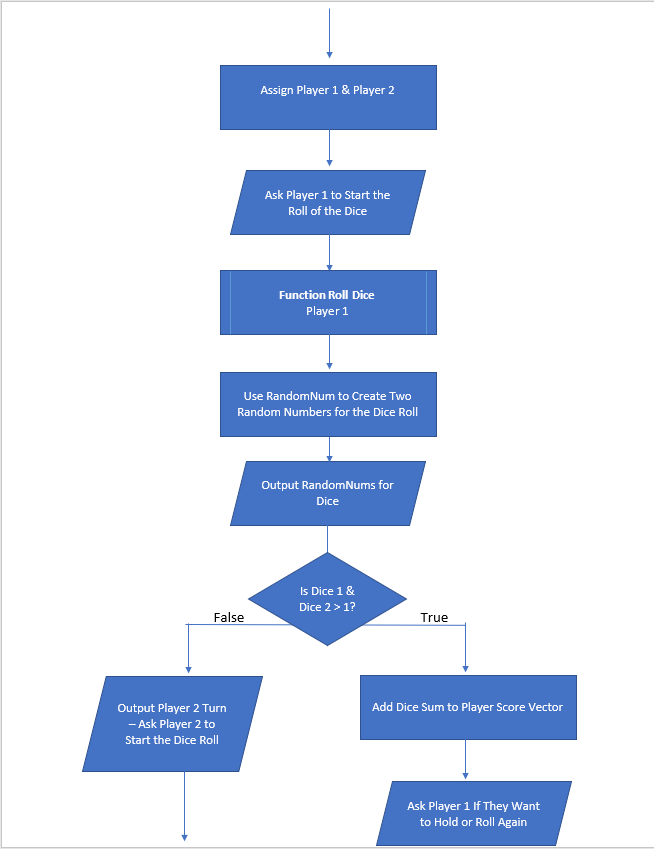 Assign Player 1 & Player 2
Ask Player 1 to Start the
Roll of the Dice
Function Roll Dice
Player 1
Use RandomNum to Create Two
Random Numbers for the Dice Roll
Output RandomNums for
Dice
Is Dice 1 &
Dice 2 > 1?
False
True
Output Player 2 Turn
– Ask Player 2 to
Start the Dice Roll
Add Dice Sum to Player Score Vector
Ask Player 1 If They Want
to Hold or Roll Again